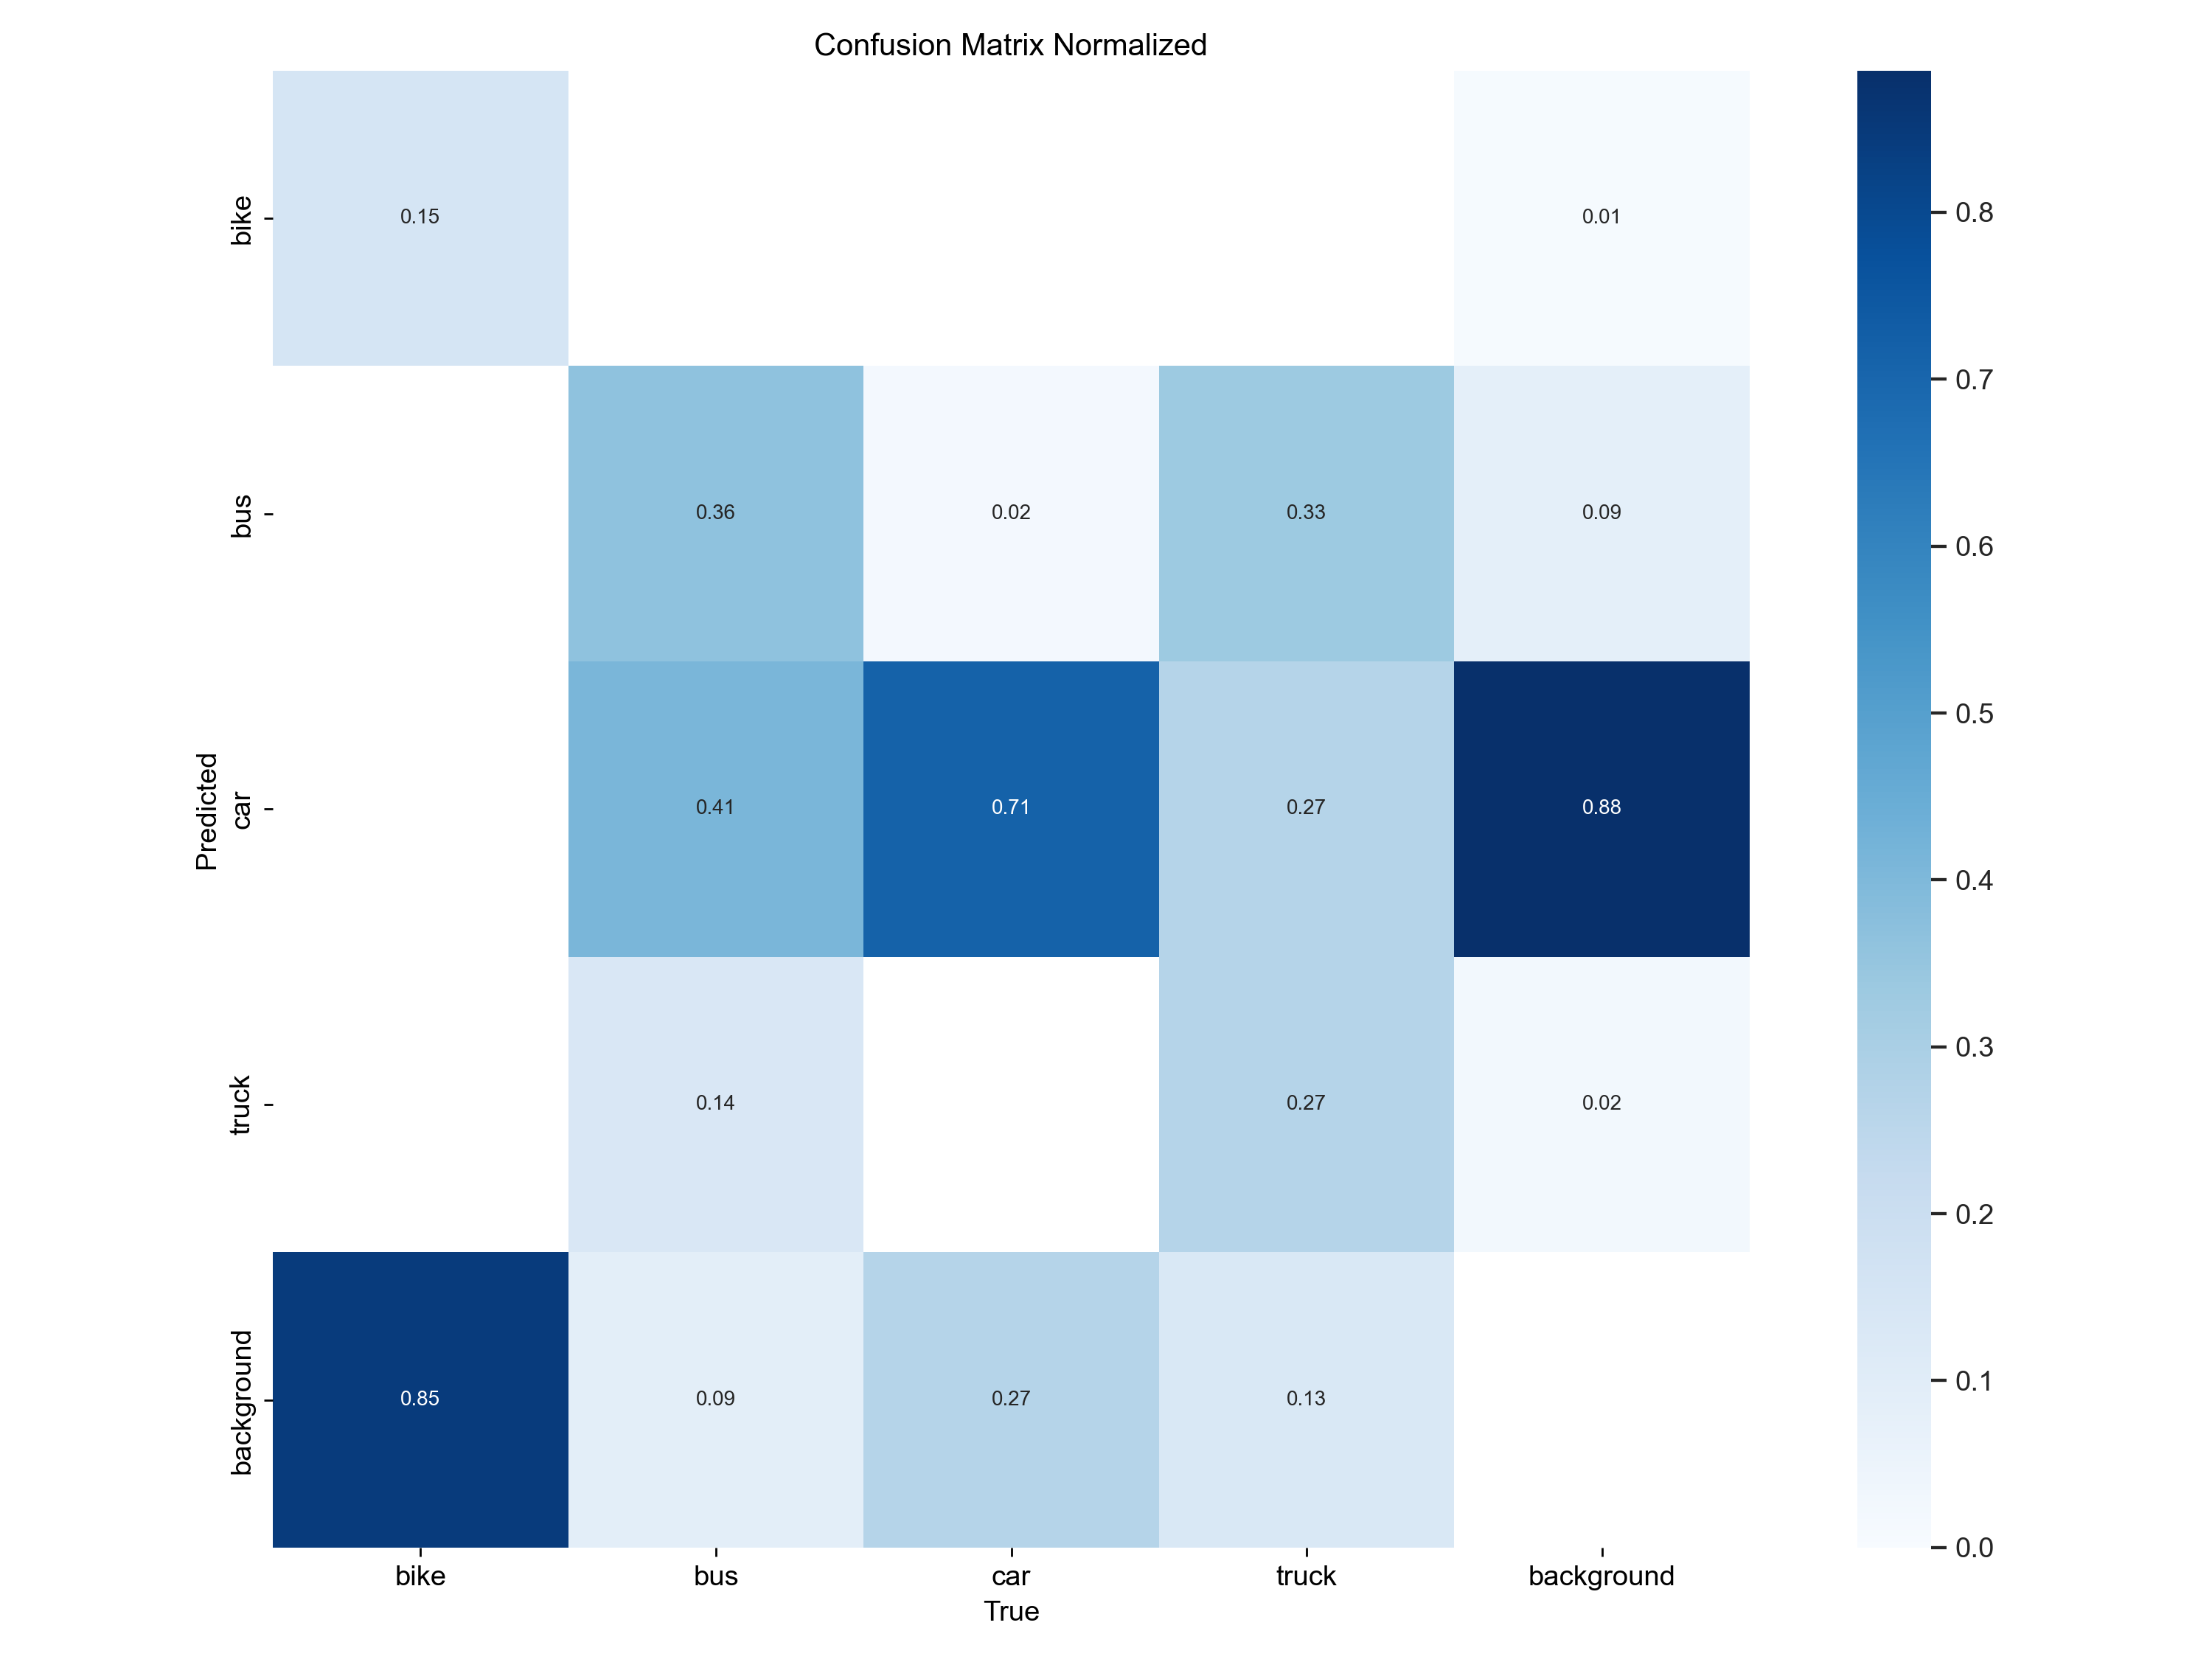 Confusion Matrix Normalized
bike
0.15
0.01
bus
0.36
0.02
0.33
0.09
Predicted
car
0.41
0.71
0.27
0.88
truck
0.14
0.27
0.02
background
0.85
0.09
0.27
0.13
bike
bus
car
truck
background
True
0.8
0.7
0.6
0.5
0.4
0.3
0.2
0.1
0.0